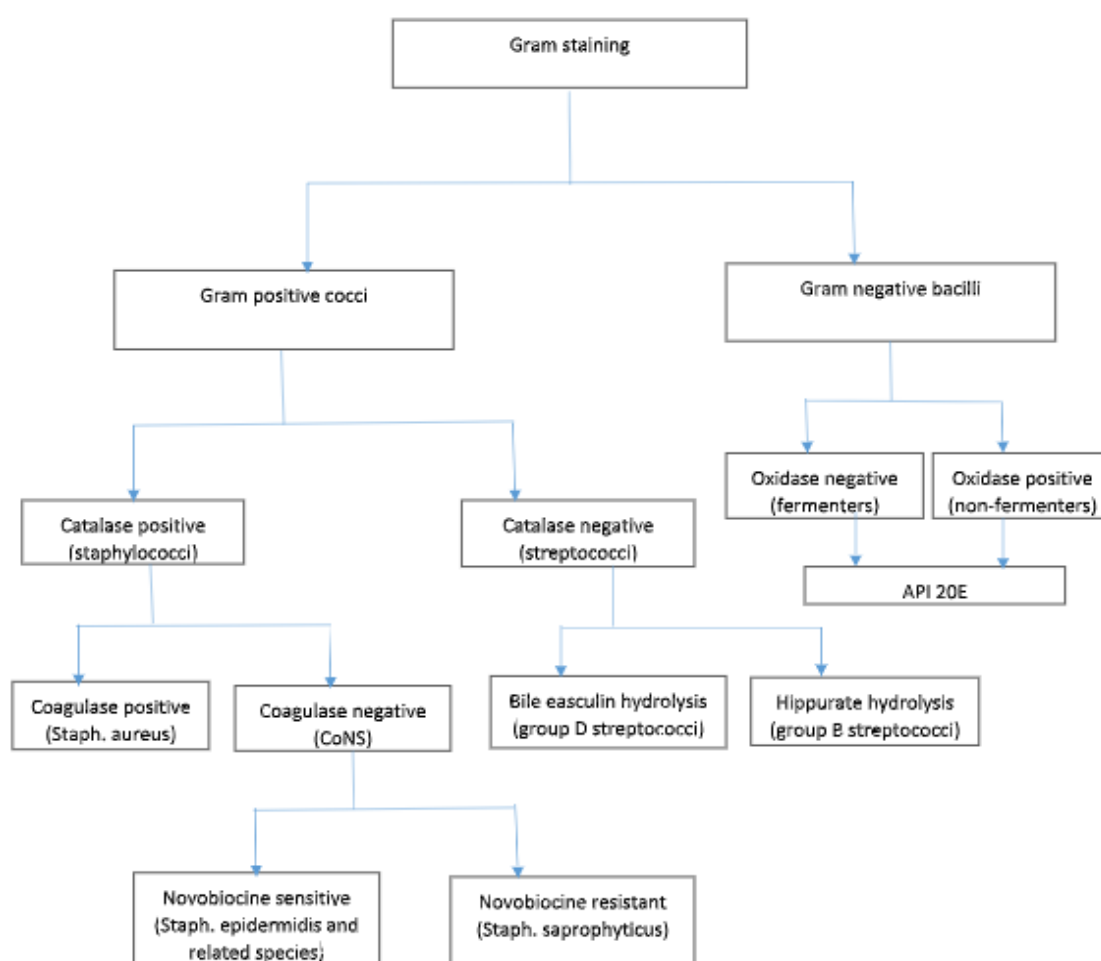 Gram staining
Gram positive cocci
Gram negative bacilli
Oxidase negative
(fermenters)
Oxidase positive
(non-fermenters)
Catalase positive
(staphylococci)
Catalase negative
(streptococci)
API 20E
Coagulase positive
(Staph. aureus)
Coagulase negative
(CoNS)
Bile easculin hydrolysis
(group D streptococci)
Hippurate hydrolysis
(group B streptococci)
Novobiocine sensitive
(Staph. epidermidis and
related species)
Novobiocine resistant
(Staph. saprophyticus)